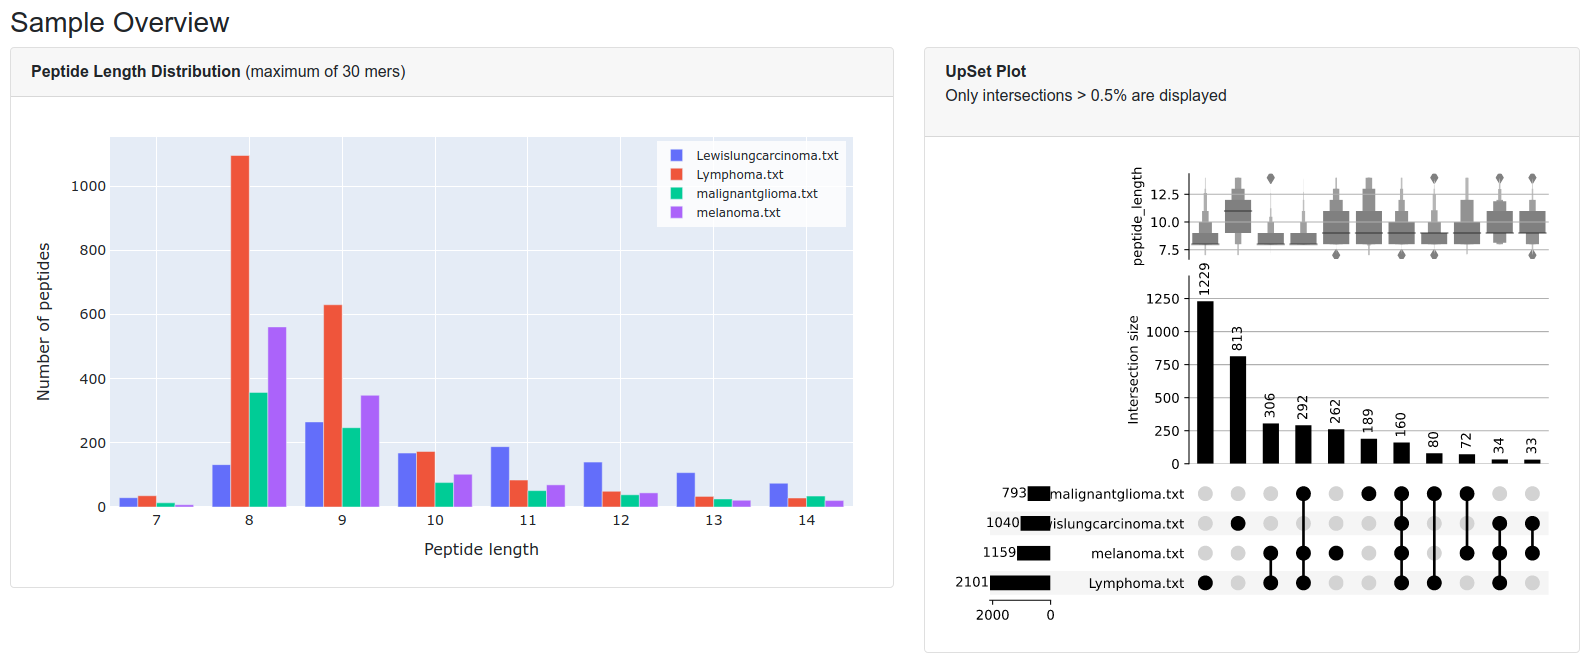 Sample Overview
Peptide Length Distribution (maximum of 30 mers)
Number of peptides
1000
800
600
400
200
0
7 8 9 10 11 12 13 14
Peptide length
Lewislungcarcinoma.txt
Lymphoma.txt
malignantglioma.txt
melanoma.txt
UpSet Plot
Only intersections > 0.5% are displayed
peptide_length
12.5
10.0
7.5
Intersection size
1250
1000
750
500
250
0
1229 813 306 292 262 189 160 80 72 34 33
793 malignantglioma.txt
1040 wislungcarcinoma.txt
1159 melanoma.txt
2101 Lymphoma.txt
2000 0